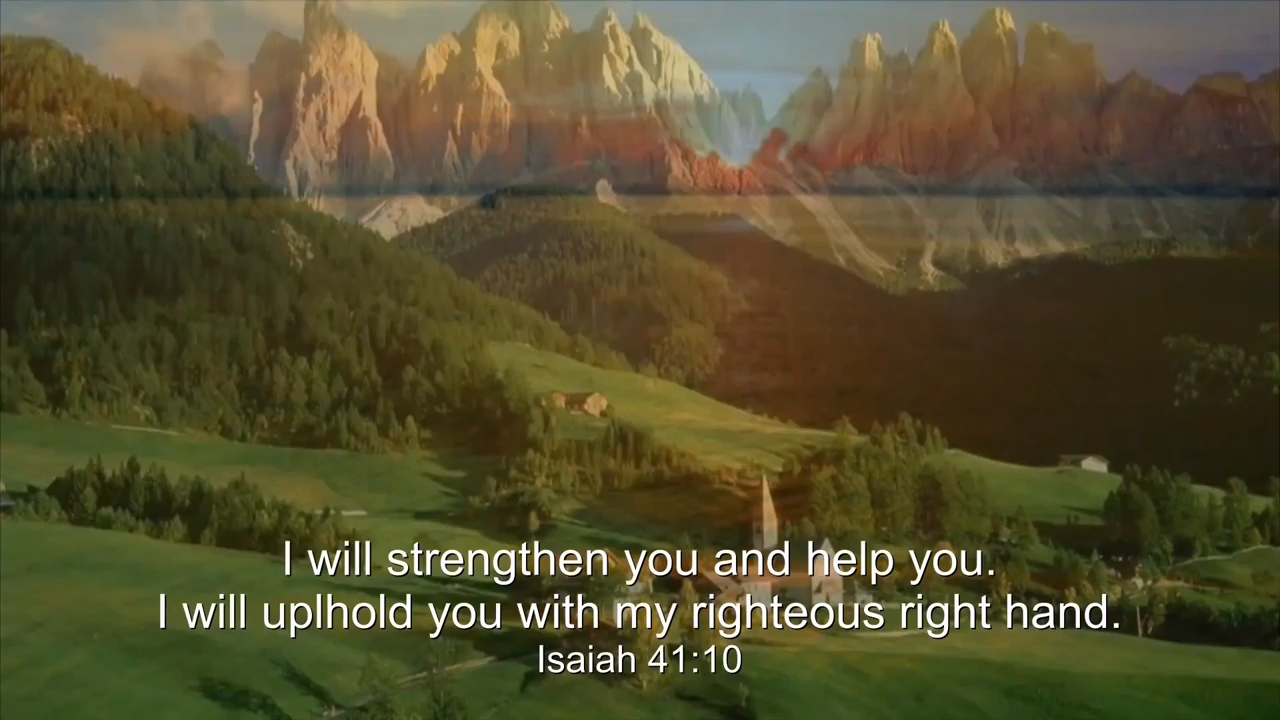 I will strengthen you and help you.
I will uplhold you with my righteous right hand.
Isaiah 41:10